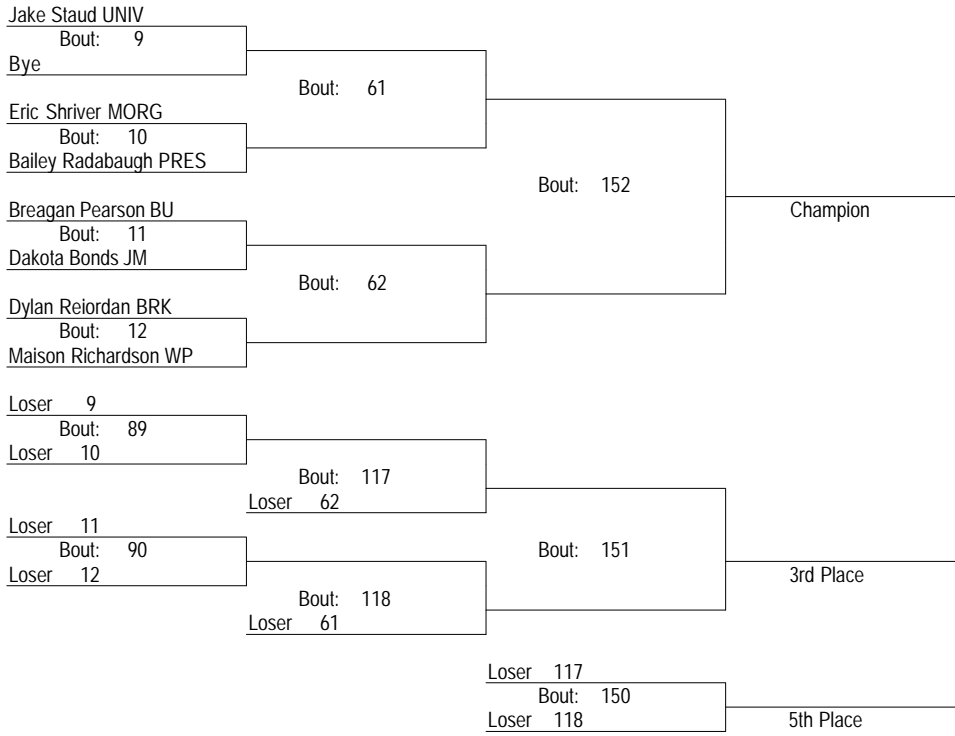 Jake Staud UNIV
Bout: 9
Bye
Bout: 61
Eric Shriver MORG
Bout: 10
Bailey Radabaugh PRES
Bout: 152
Champion
Breagan Pearson BU
Bout: 11
Dakota Bonds JM
Bout: 62
Dylan Reiordan BRK
Bout: 12
Maison Richardson WP
Loser 9
Bout: 89
Loser 10
Bout: 117
Loser 62
Loser 11
Bout: 90
Loser 12
Bout: 151
3rd Place
Bout: 118
Loser 61
Loser 117
Bout: 150
Loser 118
5th Place